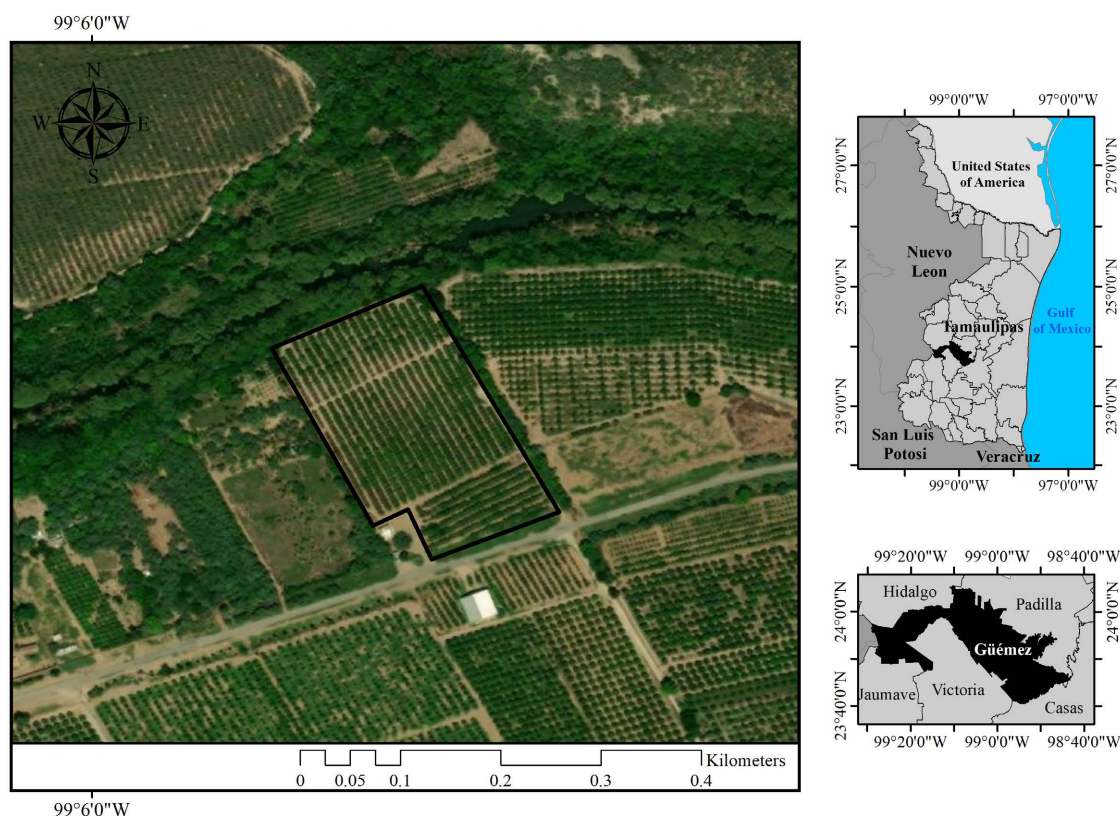 99°6'0"W
N
W
E
S
Kilometers
0
0.05
0.1
0.2
0.3
0.4
99°6'0"W
99°0'0"W
97°0'0"W
27°0'0"N
27°0'0"N
United States
of America
Nuevo
Leon
25°0'0"N
25°0'0"N
Gulf
of Mexico
Tamaulipas
23°0'0"N
23°0'0"N
San Luis
Potosi
Veracruz
99°0'0"W
97°0'0"W
99°20'0"W
99°0'0"W
98°40'0"W
24°0'0"N
24°0'0"N
Hidalgo
Padilla
Güémez
Jaumave
Victoria
Casas
23°40'0"N
23°40'0"N
99°20'0"W
99°0'0"W
98°40'0"W